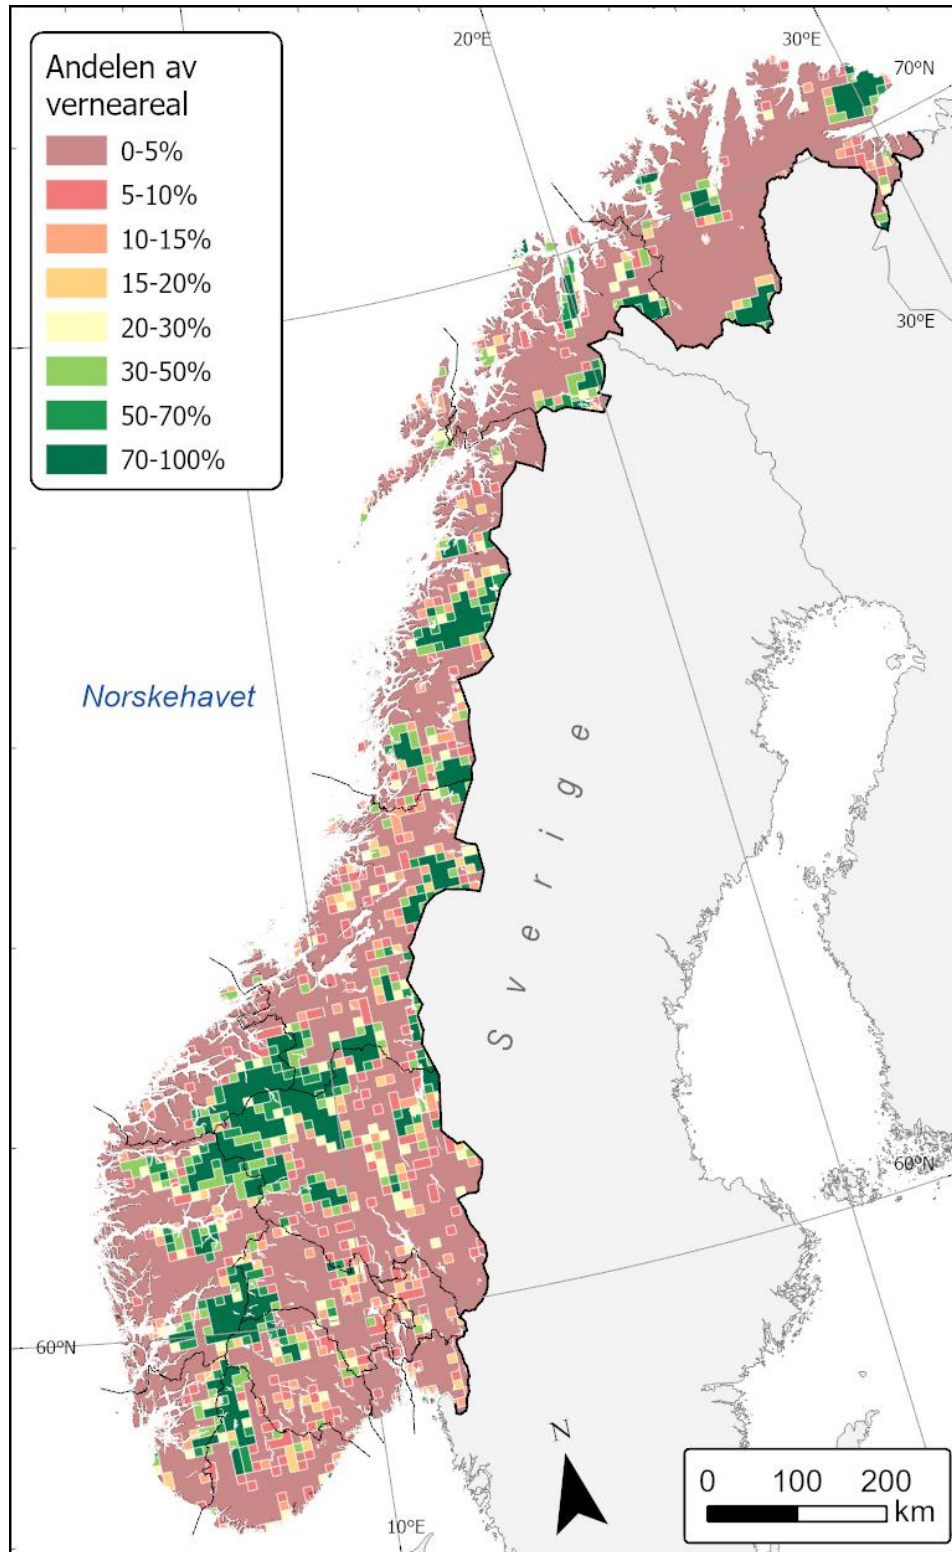 20ºE
30ºE
70ºN
Andelen av
verneareal
0-5%
5-10%
10-15%
15-20%
20-30%
30-50%
50-70%
70-100%
30ºE
Norskehavet
Sverige
60ºN
60ºN
N
0 100 200
km
10ºE